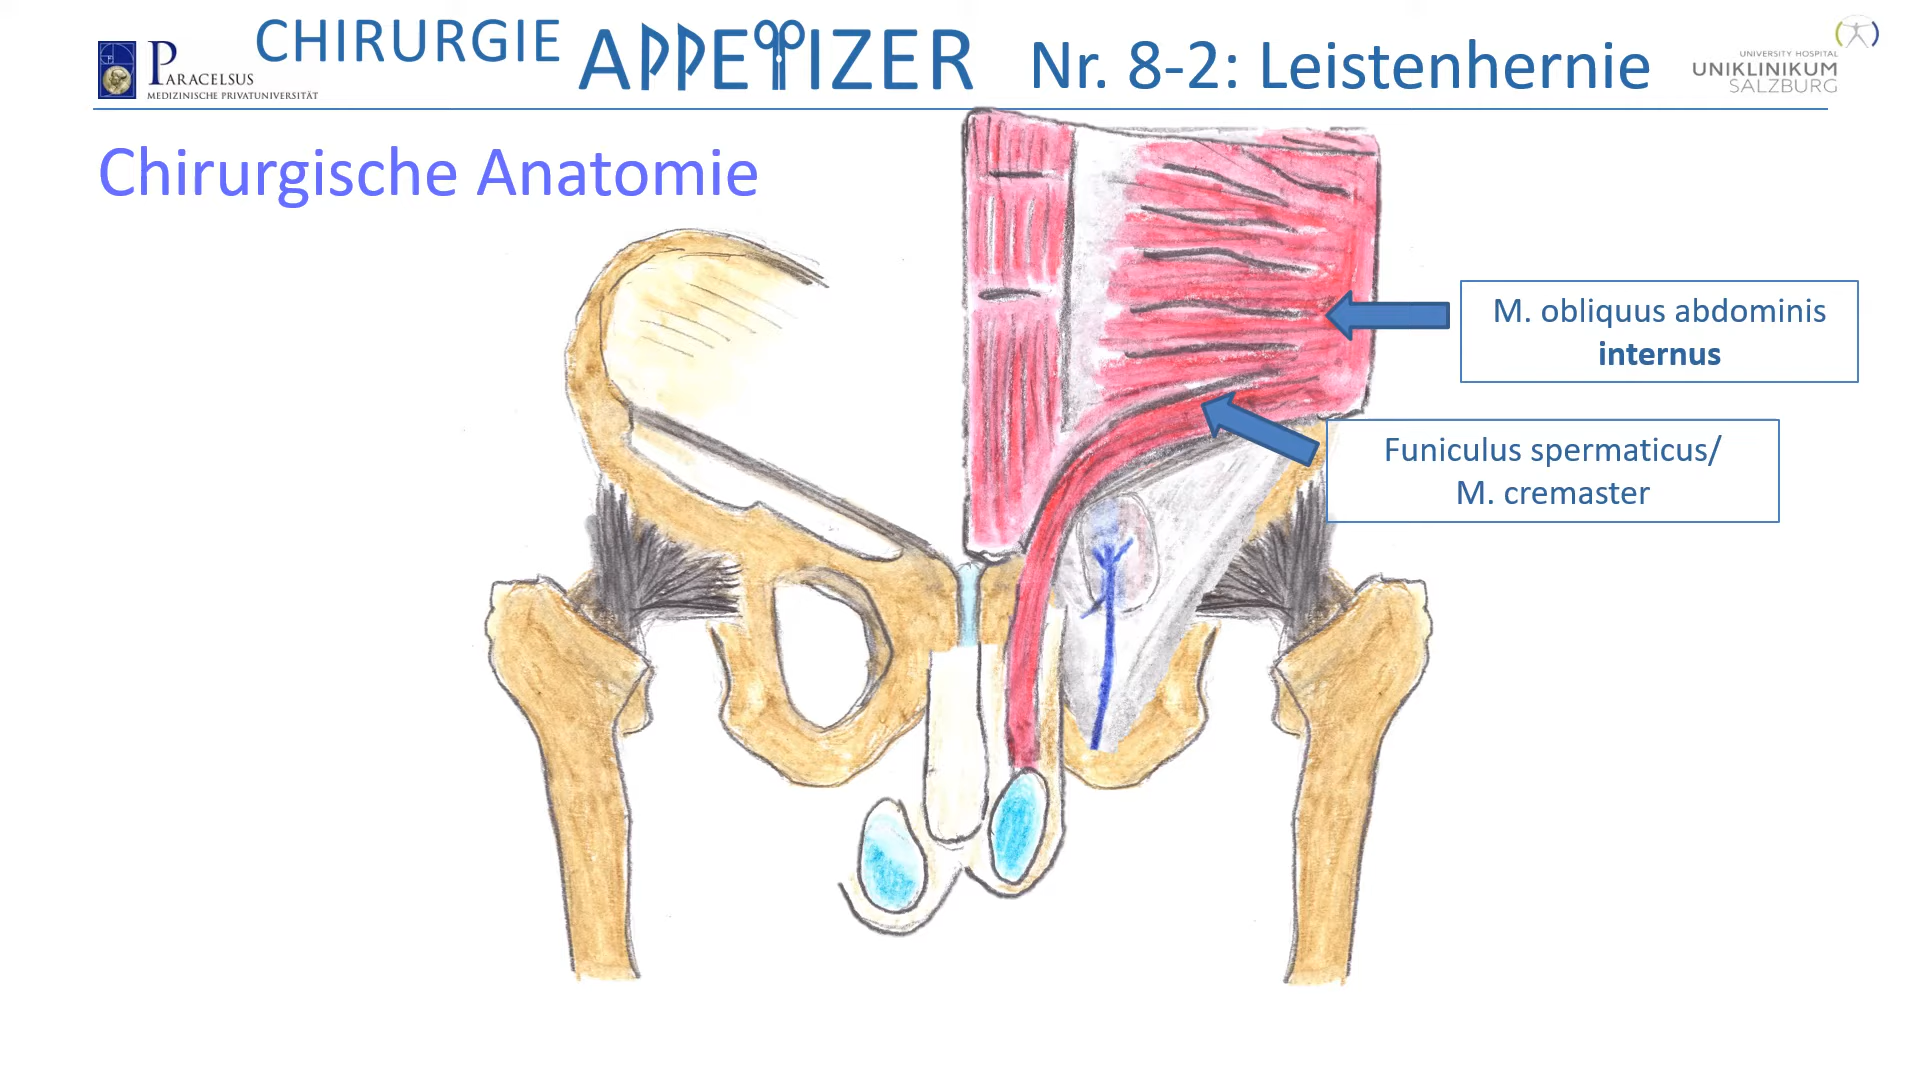 CHIRURGIE APPETIZER Nr. 8-2: Leistenhernie
PARACELSUS
MEDIZINISCHE PRIVATUNIVERSITÄT
UNIVERSITY HOSPITAL
UNIKLINIKUM
SALZBURG
Chirurgische Anatomie
M. obliquus abdominis
internus
Funiculus spermaticus/
M. cremaster